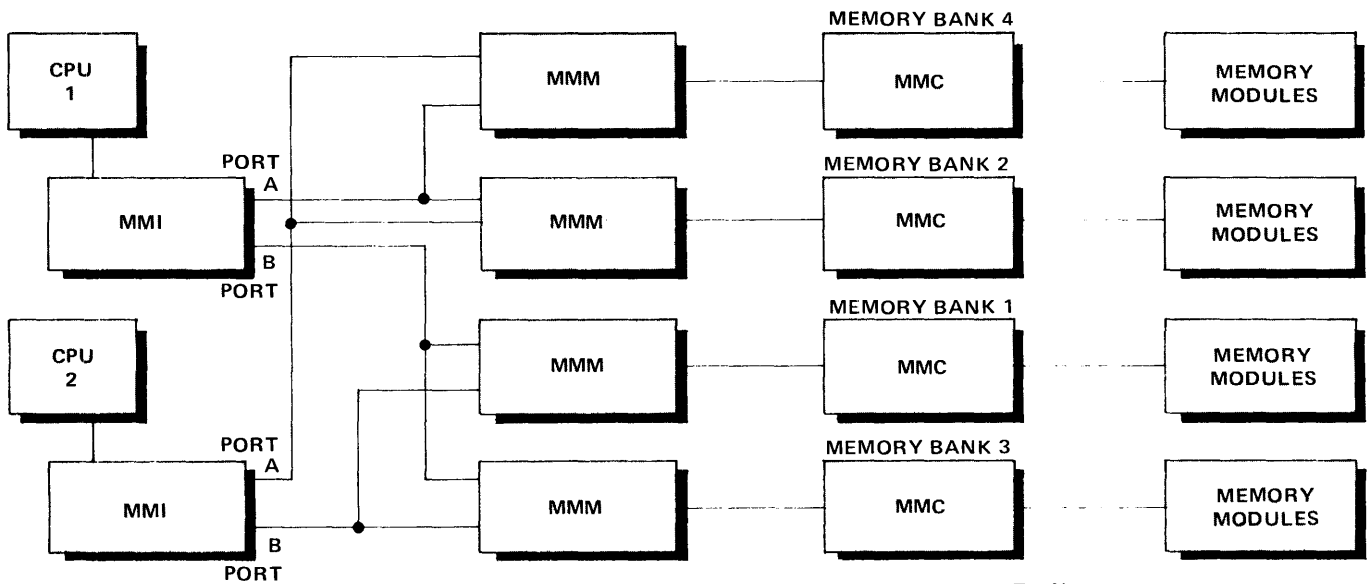 MEMORY BANK 4
CPU
1
MMM
MMC
MEMORY
MODULES
PORT
A
MMI
B
PORT
MEMORY BANK 2
MMM
MMC
MEMORY
MODULES
CPU
2
MEMORY BANK 1
MMM
MMC
MEMORY
MODULES
PORT
A
MMI
B
PORT
MEMORY BANK 3
MMM
MMC
MEMORY
MODULES